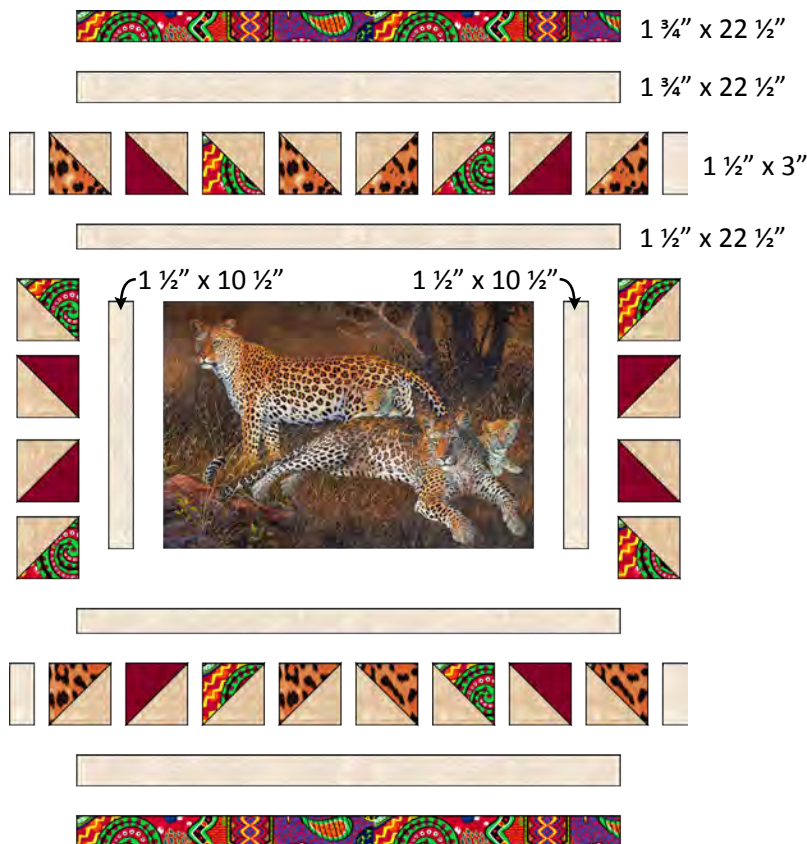 1 ¾” x 22 ½”
1 ¾” x 22 ½”
1 ½” x 3”
1 ½” x 22 ½”
1 ½” x 10 ½”
1 ½” x 10 ½”